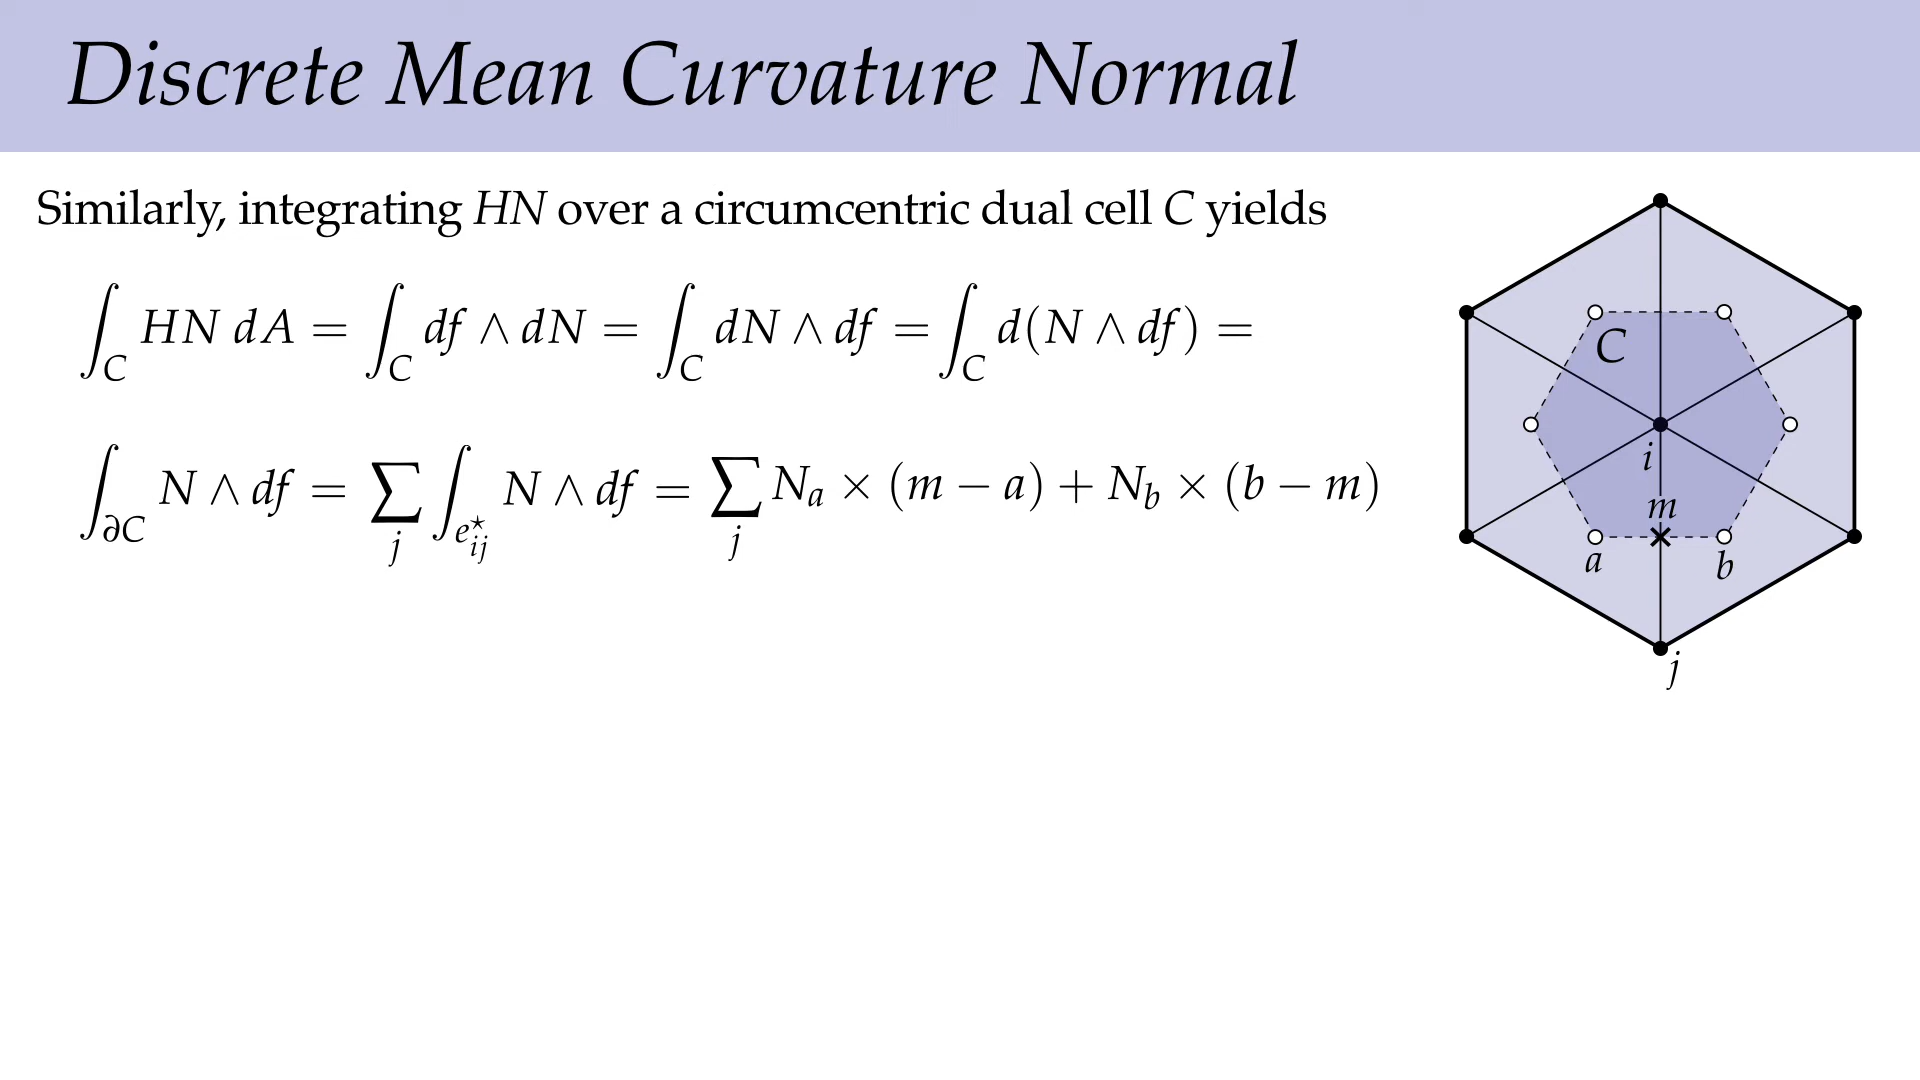 Discrete Mean Curvature Normal
Similarly, integrating HN over a circumcentric dual cell C yields
∫_C HN dA = ∫_C df ∧ dN = ∫_C dN ∧ df = ∫_C d(N ∧ df) =
∫_{∂C} N ∧ df = ∑_j ∫_{e^⋆_{ij}} N ∧ df = ∑_j N_a × (m − a) + N_b × (b − m)
C
i
m
a
b
j